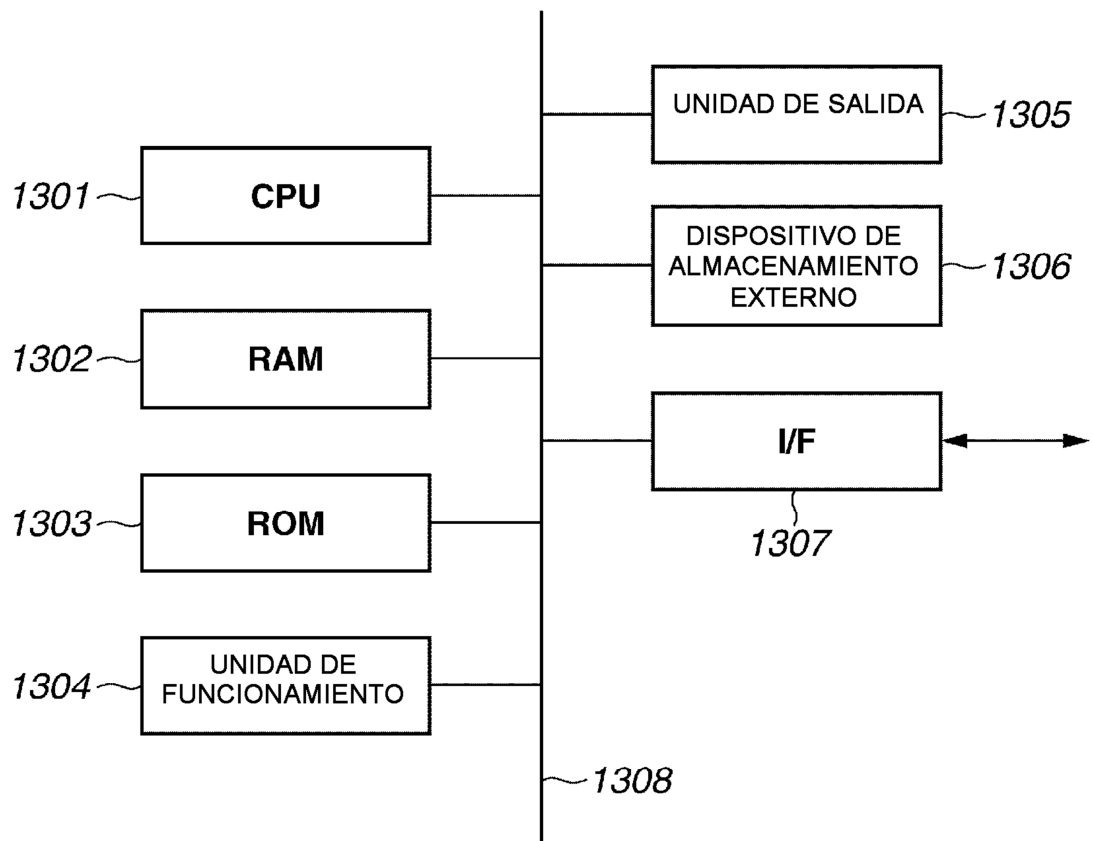 1301
CPU
1302
RAM
1303
ROM
1304
UNIDAD DE
FUNCIONAMIENTO
UNIDAD DE SALIDA
1305
DISPOSITIVO DE
ALMACENAMIENTO
EXTERNO
1306
I/F
1307
1308